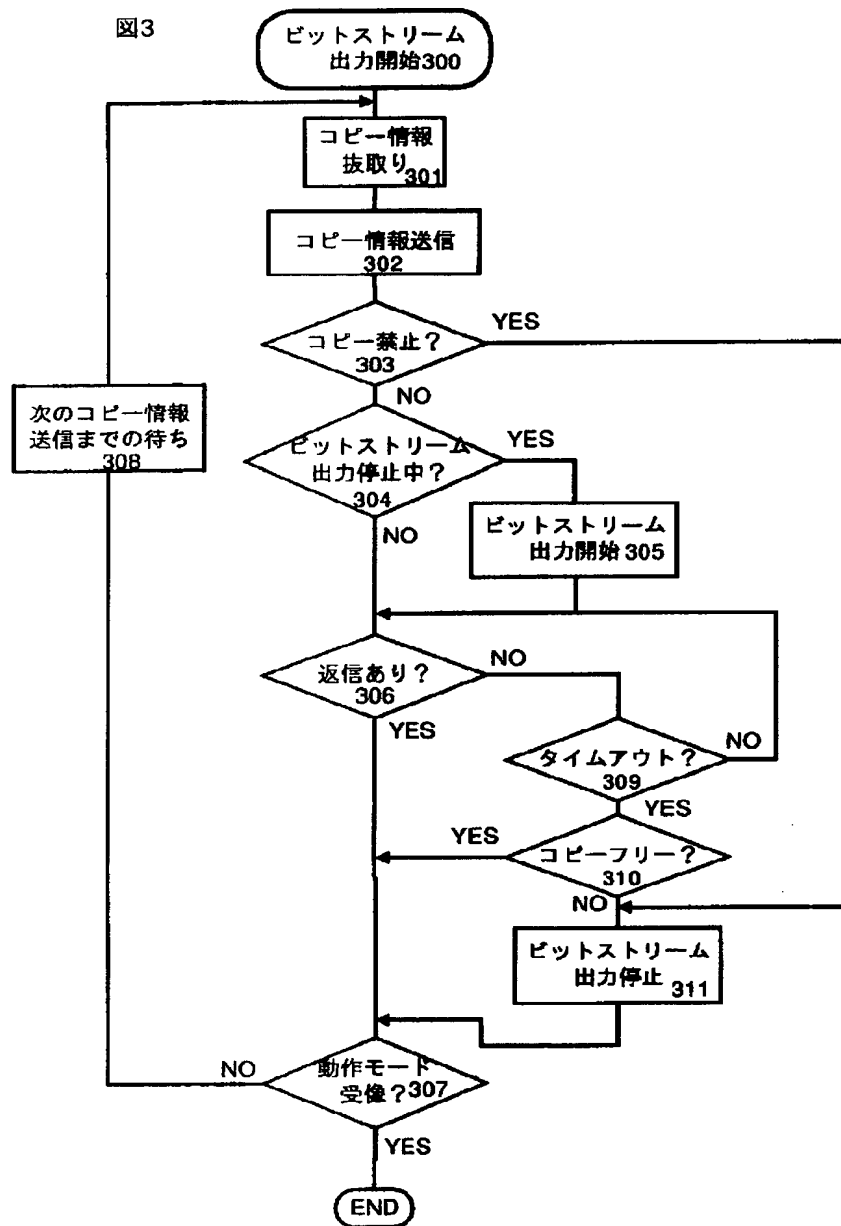 図3
ビットストリーム
出力開始300
コピー情報
抜取り
301
コピー情報送信
302
コピー禁止?
303
YES
NO
ビットストリーム
出力停止中?
304
YES
NO
ビットストリーム
出力開始 305
次のコピー情報
送信までの待ち
308
返信あり?
306
NO
YES
タイムアウト?
309
NO
YES
コピーフリー?
310
YES
NO
ビットストリーム
出力停止
311
動作モード
受像?307
NO
YES
END